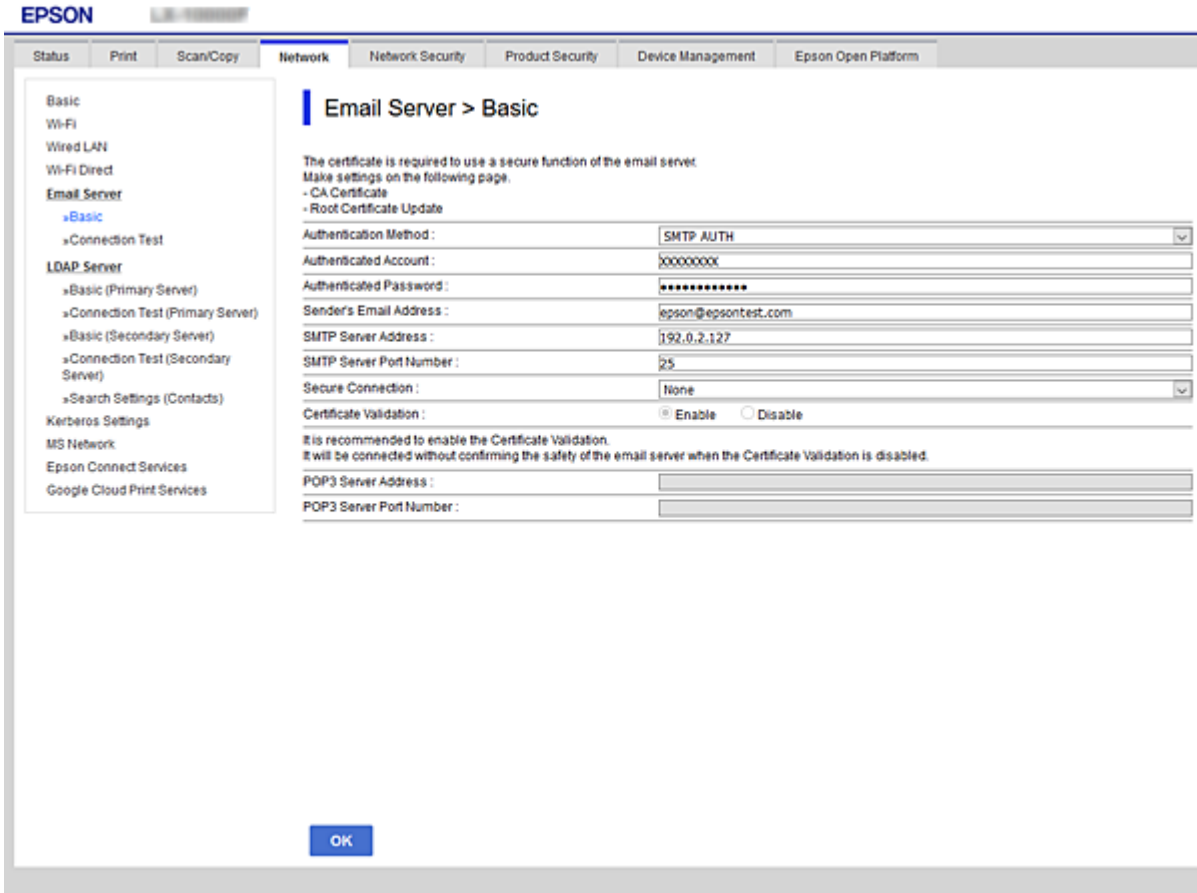 EPSON
Status Print Scan/Copy Network Network Security Product Security Device Management Epson Open Platform
Basic
Wi-Fi
Wired LAN
Wi-Fi Direct
Email Server
»Basic
»Connection Test
LDAP Server
»Basic (Primary Server)
»Connection Test (Primary Server)
»Basic (Secondary Server)
»Connection Test (Secondary
Server)
»Search Settings (Contacts)
Kerberos Settings
MS Network
Epson Connect Services
Google Cloud Print Services
Email Server > Basic
The certificate is required to use a secure function of the email server.
Make settings on the following page.
- CA Certificate
- Root Certificate Update
Authentication Method : SMTP AUTH
Authenticated Account : XXXXXXXX
Authenticated Password : ••••••••••••
Sender's Email Address : epson@epsontest.com
SMTP Server Address : 192.0.2.127
SMTP Server Port Number : 25
Secure Connection : None
Certificate Validation : Enable Disable
It is recommended to enable the Certificate Validation.
It will be connected without confirming the safety of the email server when the Certificate Validation is disabled.
POP3 Server Address :
POP3 Server Port Number :
OK